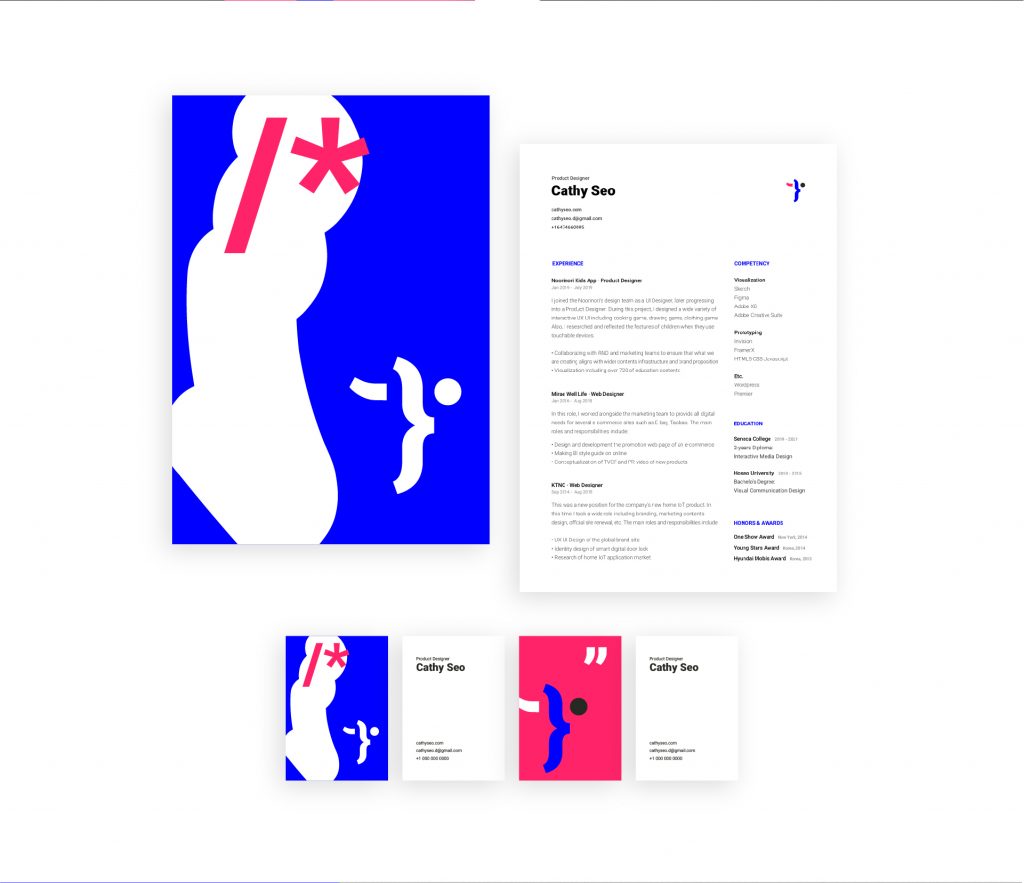 /*
Product Designer
Cathy Seo
cathyseo.com
cathyseo.d@gmail.com
EXPERIENCE
Noorinori Kids App · Product Designer
Jan 2019 - July 2019
I joined the Noorinori's design team as a UI Designer, later progressing
into a Product Designer. During this project, I designed a wide variety of
interactive UX UI including cooking game, drawing game, clothing game
Also, I researched and reflected the features of children when they use
touchable devices.
• Collaborating with RND and marketing teams to ensure that what we
are creating aligns with wider contents infrastructure and brand proposition
• Visualization including over 720 of education contents
Mirae Well Life · Web Designer
Jan 2016 - Aug 2018
In this role, I worked alongside the marketing team to provide all digital
needs for several e-commerce sites such as The main
roles and responsibilities include
• Design and development the promotion web page of an e-commerce
• Making BI style guide on online
• Conceptualization of TVCF and PR video of new products
KTNC · Web Designer
Sep 2014 - Aug 2015
This was a new position for the company's new home IoT product. In
this time I took a wide role including branding, marketing contents
design, official site renewal, etc. The main roles and responsibilities include
• UX UI Design of the global brand site
• Identity design of smart digital door lock
• Research of home IoT application market
COMPETENCY
Visualization
Sketch
Figma
Adobe XD
Adobe Creative Suite
Prototyping
Invision
FramerX
HTML5 CSS Javascript
Etc.
Wordpress
Premier
EDUCATION
Seneca College 2019 - 2021
2-years Diploma:
Interactive Media Design
Hoseo University
Bachelo's Degree:
Visual Communication Design
HONORS & AWARDS
One Show Award New York, 2014
Young Stars Award Korea, 2014
Hyundai Mobis Award Korea, 2013
/*
Product Designer
Cathy Seo
cathyseo.com
cathyseo.d@gmail.com
+1 000 000 0000
”
Product Designer
Cathy Seo
cathyseo.com
cathyseo.d@gmail.com
+1 000 000 0000